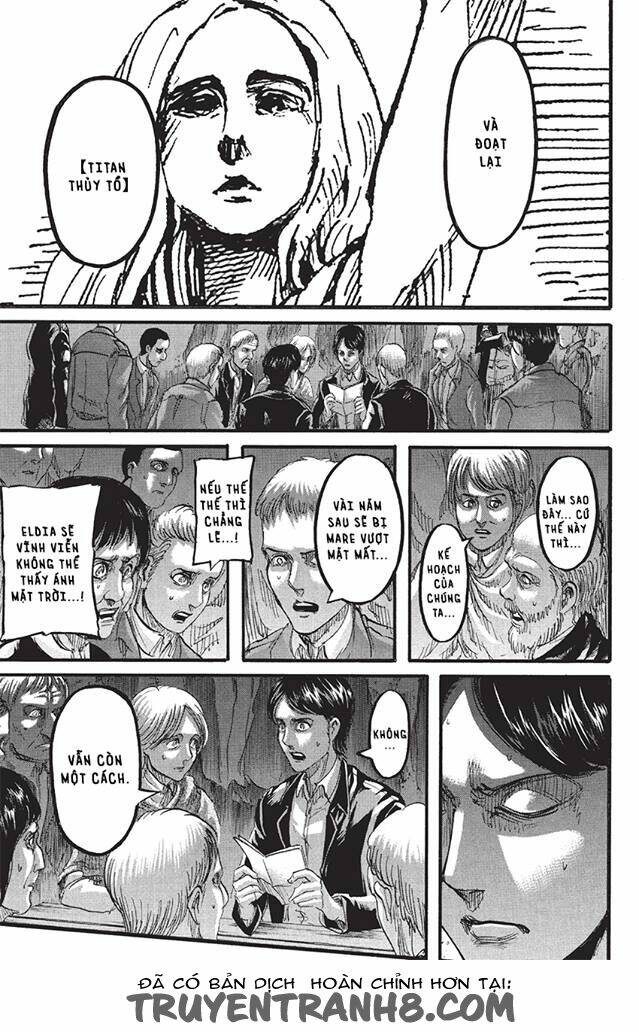 VÀ
ĐOẠT
LẠI
【TITAN
THỦY TỔ】
LÀM SAO
ĐÂY... CỨ
THẾ NÀY
THÌ...
KẾ
HOẠCH
CỦA
CHÚNG
TA...
VÀI NĂM
SAU SẼ BỊ
MARE VƯỢT
MẶT MẤT...
NẾU THẾ
THẾ THÌ
CHẲNG
LẼ...!
ELDIA SẼ
VĨNH VIỄN
KHÔNG THỂ
THẤY ÁNH
MẶT TRỜI...!
KHÔNG
...
VẪN CÒN
MỘT CÁCH.
ĐÃ CÓ BẢN DỊCH HOÀN CHỈNH HƠN TẠI:
TRUYENTRANH8.COM